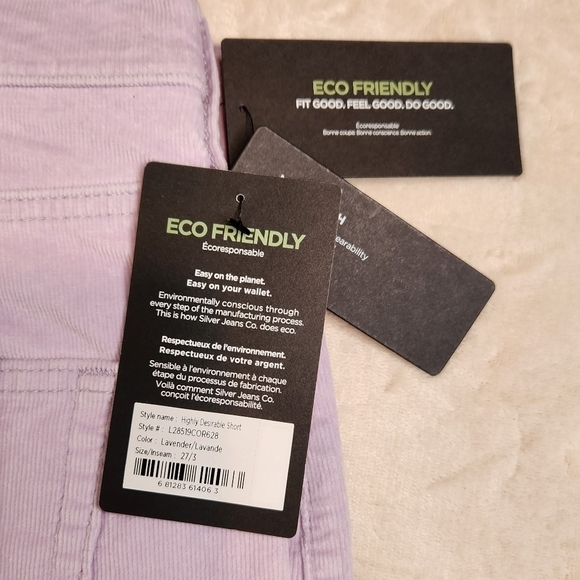 ECO FRIENDLY
FIT GOOD. FEEL GOOD. DO GOOD.
Écoresponsable
Bonne coupe. Bonne conscience. Bonne action.
ECO FRIENDLY
Écoresponsable
Easy on the planet.
Easy on your wallet.
Environmentally conscious through
every step of the manufacturing process.
This is how Silver Jeans Co. does eco.
Respectueux de l'environnement.
Respectueux de votre argent.
Sensible à l'environnement à chaque
étape du processus de fabrication.
Voilà comment Silver Jeans Co.
conçoit l'écoresponsabilité.
Style name : Highly Desirable Short
Style # : L28519COR628
Color : Lavender/Lavande
Size/Inseam : 27/3
6 81283 61406 3